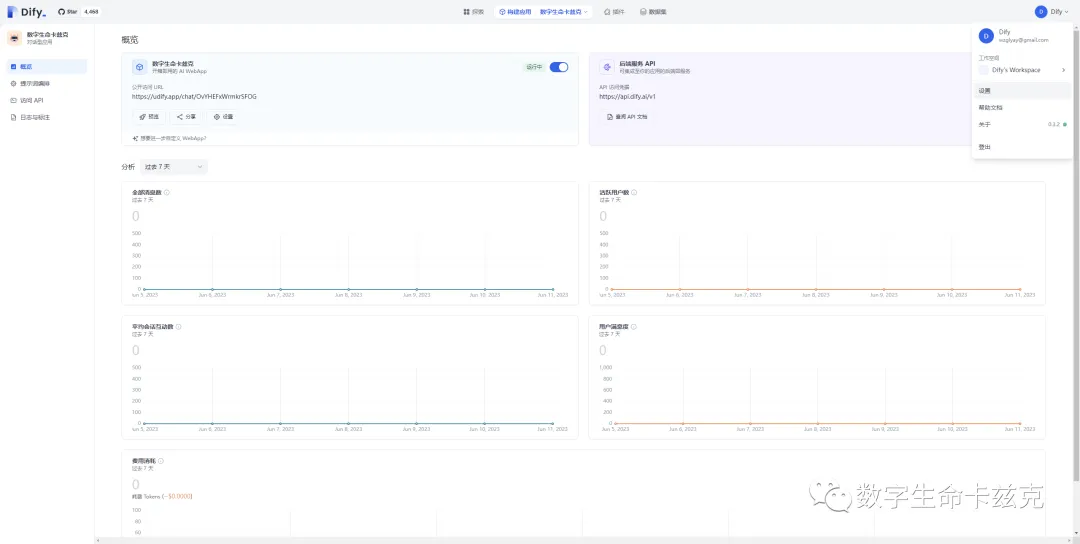 Dify_
Star 4,468
探索
构建应用 数字生命卡兹克
插件
数据集
Dify
数字生命卡兹克
对话型应用
概览
提示词编排
访问 API
日志与标注
概览
数字生命卡兹克
开箱即用的 AI WebApp
运行中
公开访问 URL
https://udify.app/chat/OvYHEFxWrmkrSFOG
预览
分享
设置
想要进一步自定义 WebApp?
后端服务 API
可集成至你的应用的后端即服务
API 访问凭据
https://api.dify.ai/v1
查阅 API 文档
Dify
工作空间
Dify's Workspace
设置
帮助文档
关于
登出
分析 过去 7 天
全部消息数
过去 7 天
0
500
400
300
200
100
0
Jun 5, 2023 Jun 6, 2023 Jun 7, 2023 Jun 8, 2023 Jun 9, 2023 Jun 10, 2023 Jun 11, 2023
活跃用户数
过去 7 天
0
500
400
300
200
100
0
Jun 5, 2023 Jun 6, 2023 Jun 7, 2023 Jun 8, 2023 Jun 9, 2023 Jun 10, 2023 Jun 11, 2023
平均会话互动数
过去 7 天
0
500
400
300
200
100
0
Jun 5, 2023 Jun 6, 2023 Jun 7, 2023 Jun 8, 2023 Jun 9, 2023 Jun 10, 2023 Jun 11, 2023
用户满意度
过去 7 天
0
1,000
800
600
400
200
0
Jun 5, 2023 Jun 6, 2023 Jun 7, 2023 Jun 8, 2023 Jun 9, 2023 Jun 10, 2023 Jun 11, 2023
费用消耗
过去 7 天
0
耗费 Tokens (~$0.0000)
100
80
60
数字生命卡兹克